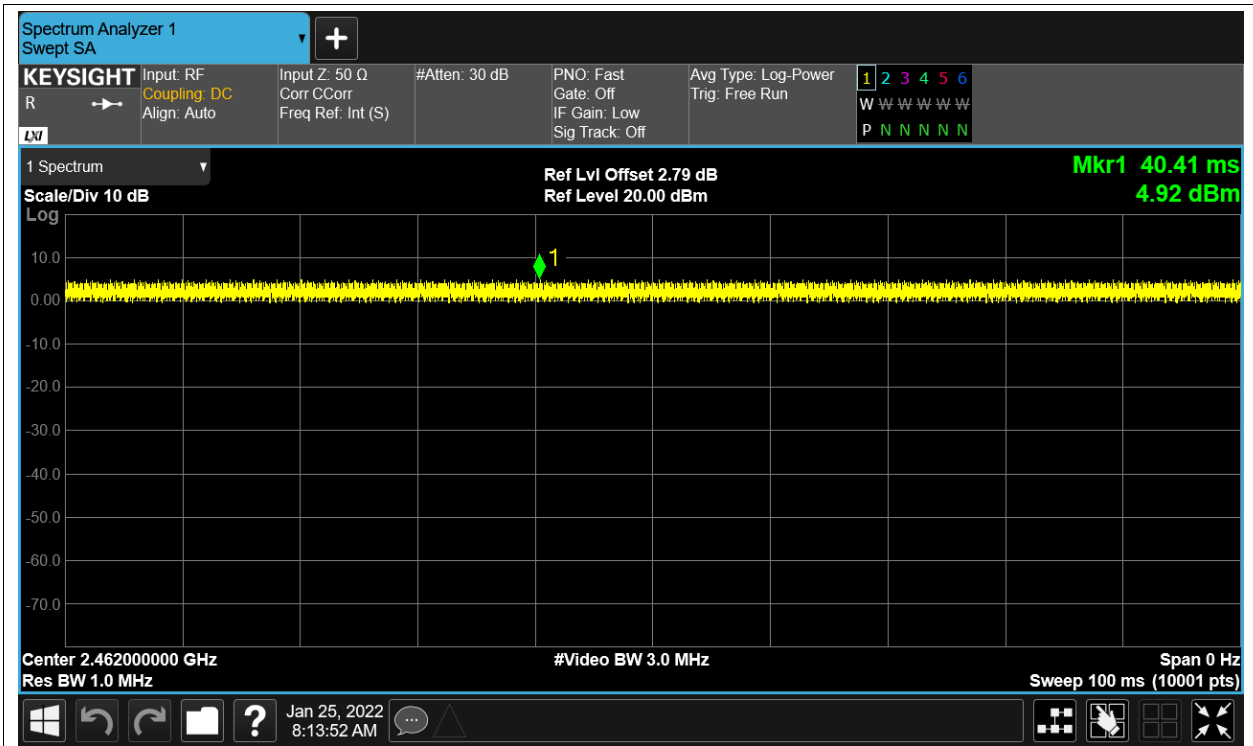 Spectrum Analyzer 1
Swept SA
KEYSIGHT
R
LXI
Input: RF
Coupling: DC
Align: Auto
Input Z: 50 Ω
Corr CCorr
Freq Ref: Int (S)
#Atten: 30 dB
PNO: Fast
Gate: Off
IF Gain: Low
Sig Track: Off
Avg Type: Log-Power
Trig: Free Run
1 2 3 4 5 6
W W W W W W
P N N N N N
1 Spectrum
Scale/Div 10 dB
Ref Lvl Offset 2.79 dB
Ref Level 20.00 dBm
Mkr1 40.41 ms
4.92 dBm
Log
10.0
0.00
-10.0
-20.0
-30.0
-40.0
-50.0
-60.0
-70.0
1
Center 2.462000000 GHz
Res BW 1.0 MHz
#Video BW 3.0 MHz
Span 0 Hz
Sweep 100 ms (10001 pts)
?
Jan 25, 2022
8:13:52 AM